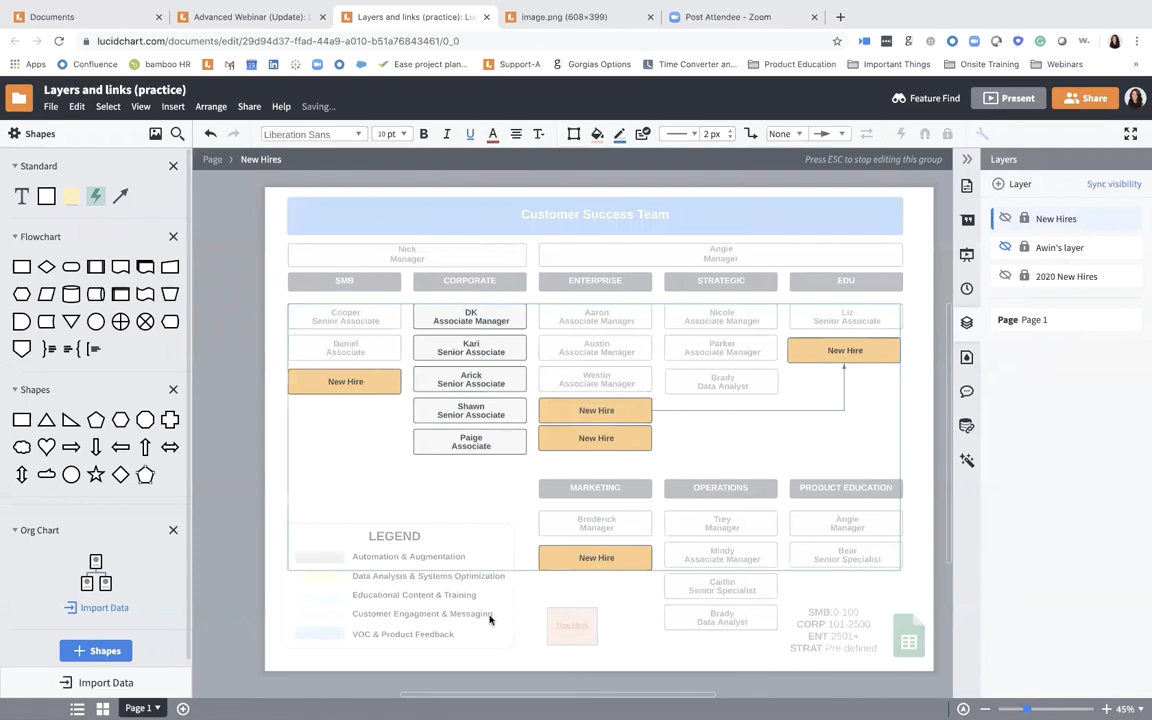 Documents
Advanced Webinar (Update): L
Layers and links (practice): Luc
image.png (608×399)
Post Attendee - Zoom
lucidchart.com/documents/edit/29d94d37-ffad-44a9-a010-b51a76843461/0_0
Apps
Confluence
bamboo HR
Ease project plan...
Support-A
Gorgias Options
Time Converter an...
Product Education
Important Things
Onsite Training
Webinars
»
Layers and links (practice)
File Edit Select View Insert Arrange Share Help Saving...
Feature Find
Present
Share
Shapes
Liberation Sans
10 pt
B I U A T
2 px
None
Page > New Hires
Press ESC to stop editing this group
Layers
Standard
T
Flowchart
Shapes
Org Chart
Import Data
+ Shapes
Import Data
Customer Success Team
Nick
Manager
Angie
Manager
SMB
CORPORATE
ENTERPRISE
STRATEGIC
EDU
Cooper
Senior Associate
DK
Associate Manager
Aaron
Associate Manager
Nicole
Associate Manager
Liz
Senior Associate
Daniel
Associate
Kari
Senior Associate
Austin
Associate Manager
Parker
Associate Manager
New Hire
New Hire
Arick
Senior Associate
Westin
Associate Manager
Brady
Data Analyst
Shawn
Senior Associate
New Hire
Paige
Associate
New Hire
MARKETING
OPERATIONS
PRODUCT EDUCATION
Broderick
Manager
Trey
Manager
Angie
Manager
New Hire
Mindy
Associate Manager
Bear
Senior Specialist
Caitlin
Senior Specialist
Brady
Data Analyst
LEGEND
Automation & Augmentation
Data Analysis & Systems Optimization
Educational Content & Training
Customer Engagment & Messaging
VOC & Product Feedback
New Hires
SMB:0-100
CORP:101-2500
ENT:2501+
STRAT:Pre-defined
Layer
Sync visibility
New Hires
Awin's layer
2020 New Hires
Page Page 1
Page 1
45%